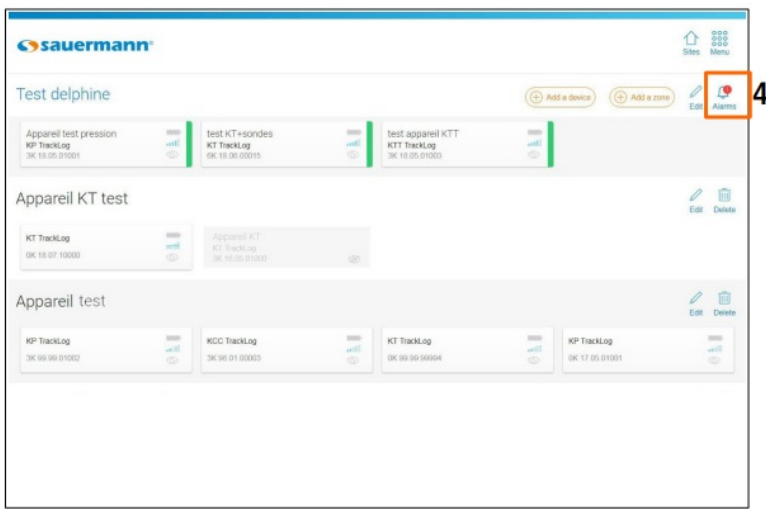 sauermann®
Sites Menu
Test delphine
Add a device Add a zone Edit Alarms
4
Appareil test pression
KP TrackLog
3K 18.05.01001
test KT+sondes
KT TrackLog
6K 18.06.00015
test appareil KTT
KTT TrackLog
3K 18.05.01003
Appareil KT test
Edit Delete
KT TrackLog
0K 18.07.10000
Appareil KT
KT TrackLog
3K 18.05.01000
Appareil test
Edit Delete
KP TrackLog
3K 99.99.01002
KCC TrackLog
3K 96.01.00003
KT TrackLog
0K 99.99.99994
KP TrackLog
0K 17.05.01001